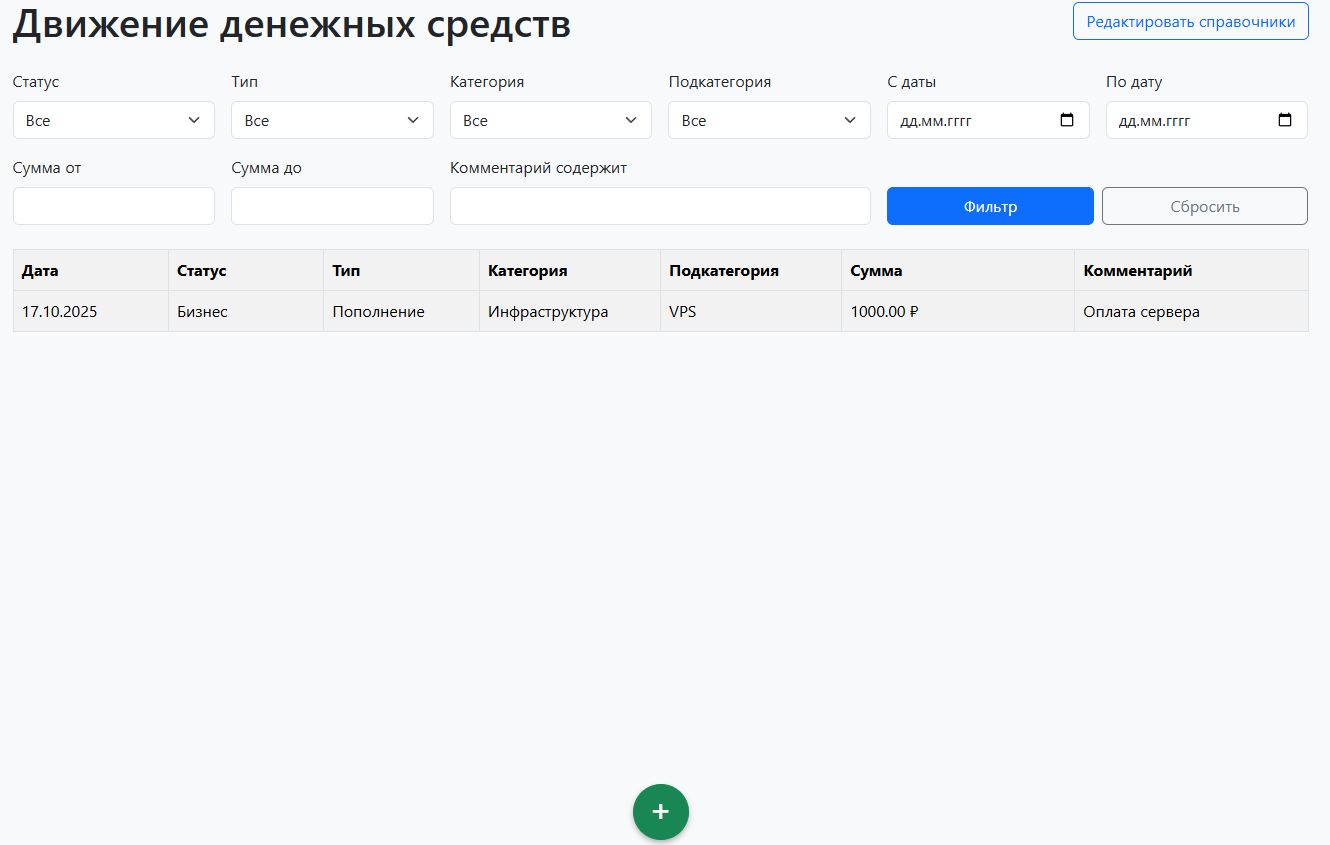 Движение денежных средств
Редактировать справочники
Статус Тип Категория Подкатегория С даты По дату
Все Все Все Все дд.мм.гггг дд.мм.гггг
Сумма от Сумма до Комментарий содержит
Фильтр Сбросить
Дата Статус Тип Категория Подкатегория Сумма Комментарий
17.10.2025 Бизнес Пополнение Инфраструктура VPS 1000.00 ₽ Оплата сервера
+